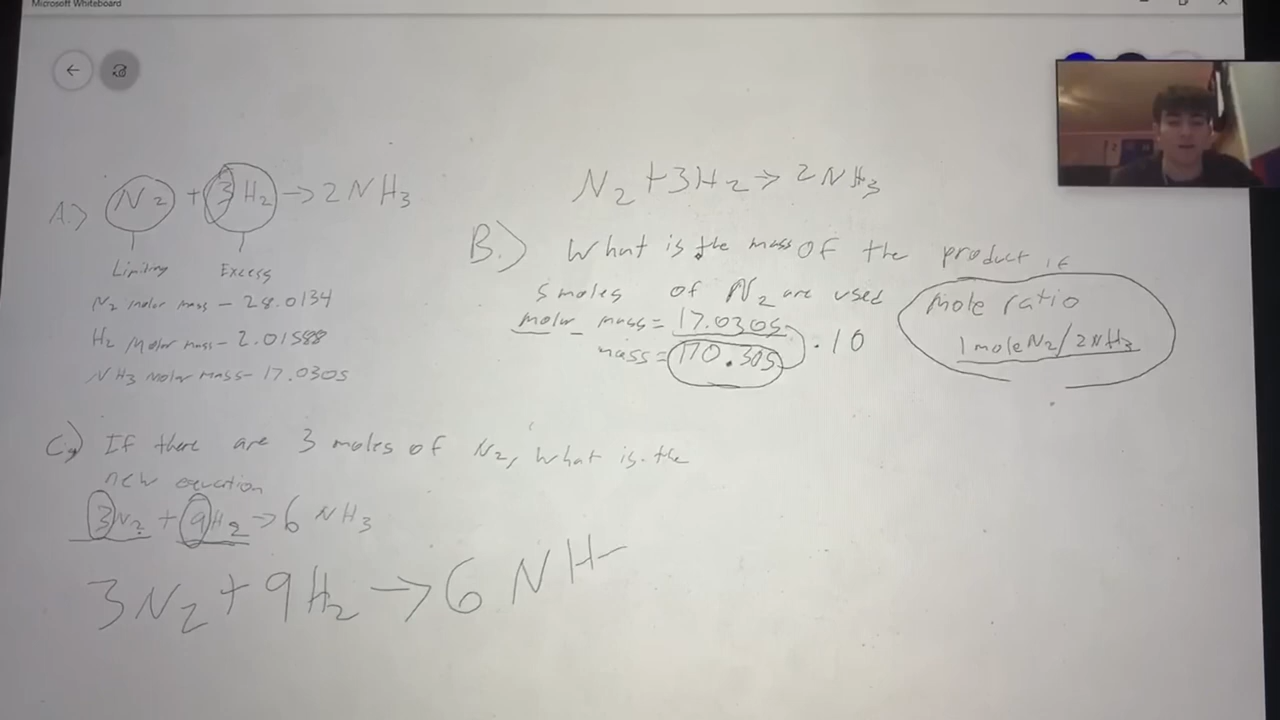 Microsoft Whiteboard
A.) N2 + 3H2 → 2NH3
Limiting Excess
N2 molar mass - 28.0134
H2 Molar mass - 2.01588
NH3 Molar Mass - 17.0305
N2 + 3H2 → 2NH3
B.) What is the mass of the product if
5 moles of N2 are used
molar mass = 17.0305
mass = 170.305
· 10
Mole ratio
1 mole N2/2NH3
C.) If there are 3 moles of N2, What is the
new equation
3N2 + 9H2 → 6 NH3
3N2 + 9H2 → 6 NH